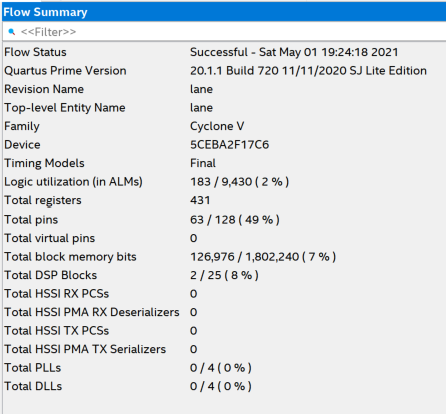 Flow Summary
<<Filter>>
Flow Status Successful - Sat May 01 19:24:18 2021
Quartus Prime Version 20.1.1 Build 720 11/11/2020 SJ Lite Edition
Revision Name lane
Top-level Entity Name lane
Family Cyclone V
Device 5CEBA2F17C6
Timing Models Final
Logic utilization (in ALMs) 183 / 9,430 ( 2 % )
Total registers 431
Total pins 63 / 128 ( 49 % )
Total virtual pins 0
Total block memory bits 126,976 / 1,802,240 ( 7 % )
Total DSP Blocks 2 / 25 ( 8 % )
Total HSSI RX PCSs 0
Total HSSI PMA RX Deserializers 0
Total HSSI TX PCSs 0
Total HSSI PMA TX Serializers 0
Total PLLs 0 / 4 ( 0 % )
Total DLLs 0 / 4 ( 0 % )